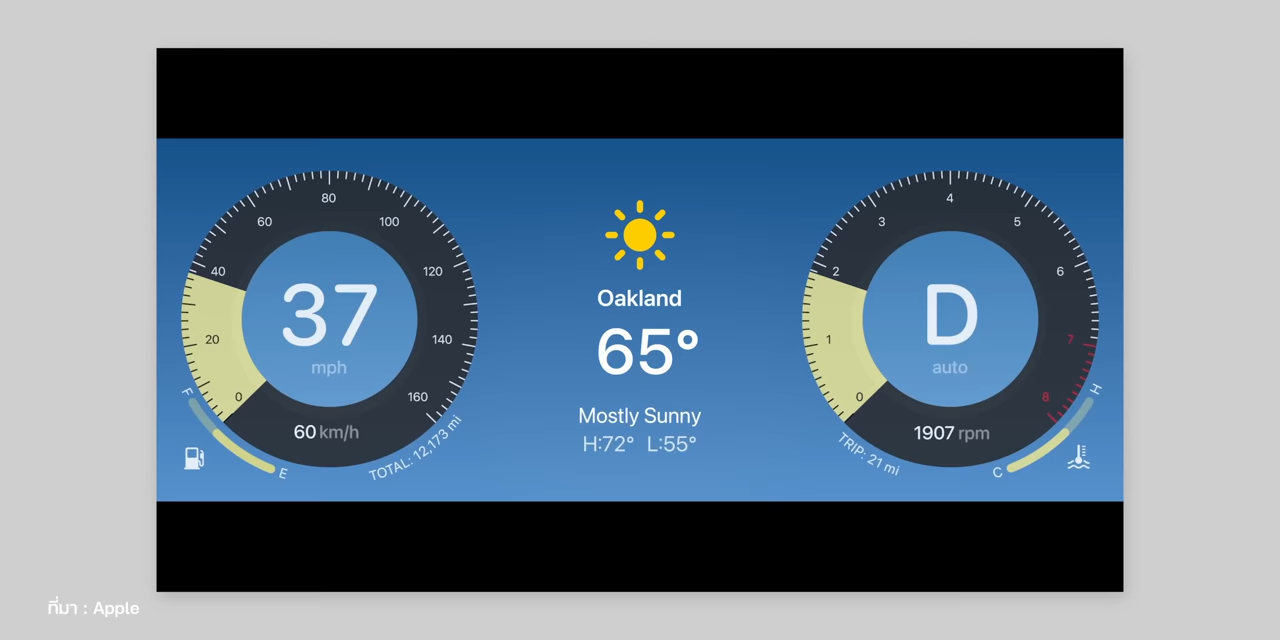 80
60
100
40
120
20
140
0
160
37
mph
60 km/h
F
E
TOTAL: 12,173 mi
Oakland
65°
Mostly Sunny
H:72° L:55°
4
3
5
2
6
1
7
0
8
D
auto
1907 rpm
TRIP: 21 mi
C
H
ที่มา : Apple